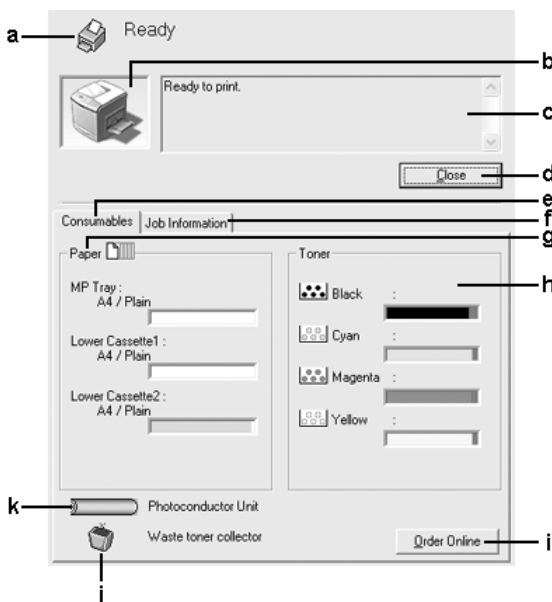 a
Ready
b
Ready to print.
c
Close
d
Consumables
e
Job Information
f
Paper
g
Toner
h
MP Tray :
A4 / Plain
Lower Cassette1 :
A4 / Plain
Lower Cassette2 :
A4 / Plain
Black :
Cyan :
Magenta :
Yellow :
k
Photoconductor Unit
Waste toner collector
Order Online
i
j